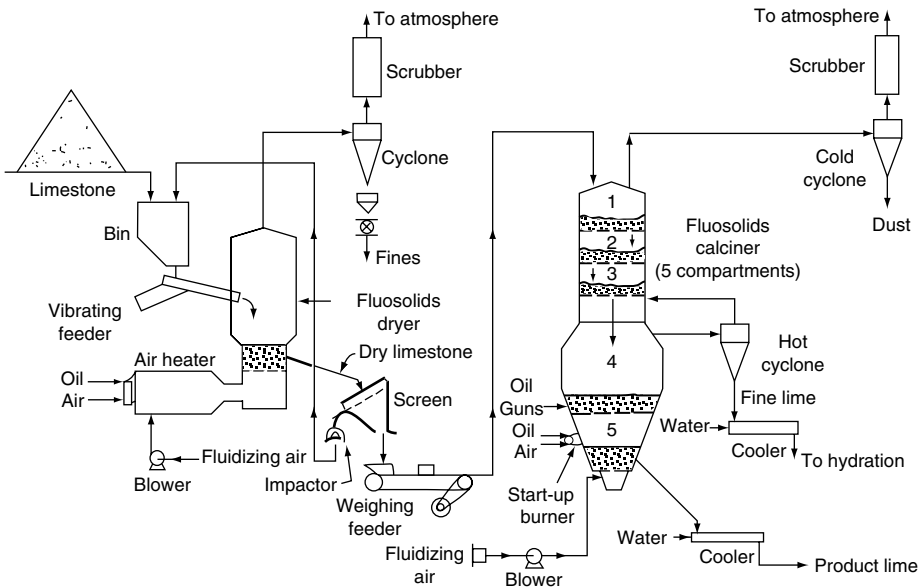 To atmosphere
Scrubber
Cyclone
Fines
Limestone
Bin
Vibrating
feeder
Fluosolids
dryer
Air heater
Oil
Air
Fluidizing air
Blower
Dry limestone
Screen
Impactor
Weighing
feeder
To atmosphere
Scrubber
Cold
cyclone
Dust
1
2
3
4
5
Fluosolids
calciner
(5 compartments)
Hot
cyclone
Fine lime
Water
Cooler
To hydration
Oil
Guns
Oil
Air
Start-up
burner
Fluidizing
air
Blower
Water
Cooler
Product lime